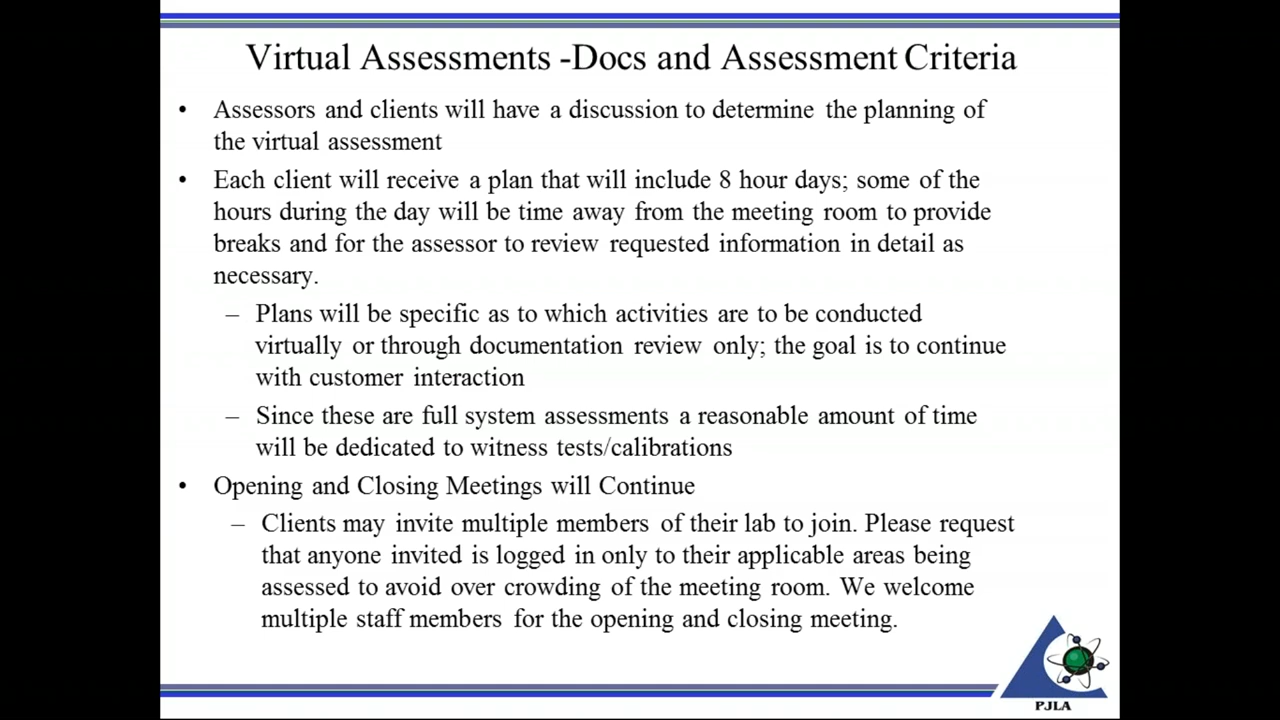 Virtual Assessments -Docs and Assessment Criteria
• Assessors and clients will have a discussion to determine the planning of
the virtual assessment
• Each client will receive a plan that will include 8 hour days; some of the
hours during the day will be time away from the meeting room to provide
breaks and for the assessor to review requested information in detail as
necessary.
– Plans will be specific as to which activities are to be conducted
virtually or through documentation review only; the goal is to continue
with customer interaction
– Since these are full system assessments a reasonable amount of time
will be dedicated to witness tests/calibrations
• Opening and Closing Meetings will Continue
– Clients may invite multiple members of their lab to join. Please request
that anyone invited is logged in only to their applicable areas being
assessed to avoid over crowding of the meeting room. We welcome
multiple staff members for the opening and closing meeting.
PJLA